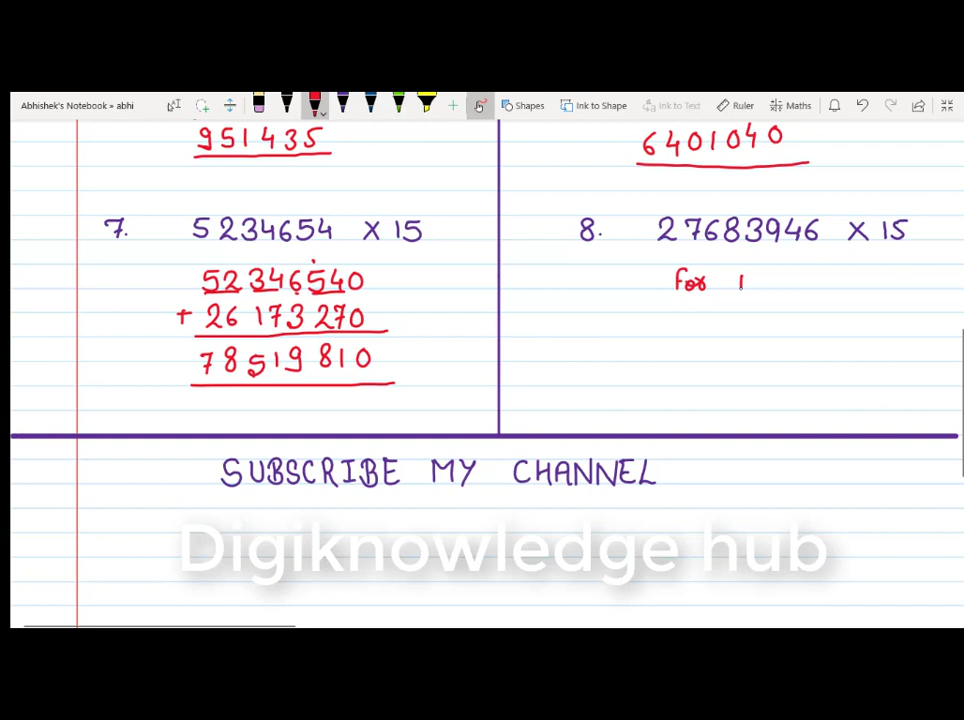 Abhishek's Notebook » abhi
Shapes Ink to Shape Ink to Text Ruler Maths
951435
6401040
7. 5234654 X 15
52346540
+ 26173270
78519810
8. 27683946 X 15
for 1
SUBSCRIBE MY CHANNEL
Digiknowledge hub